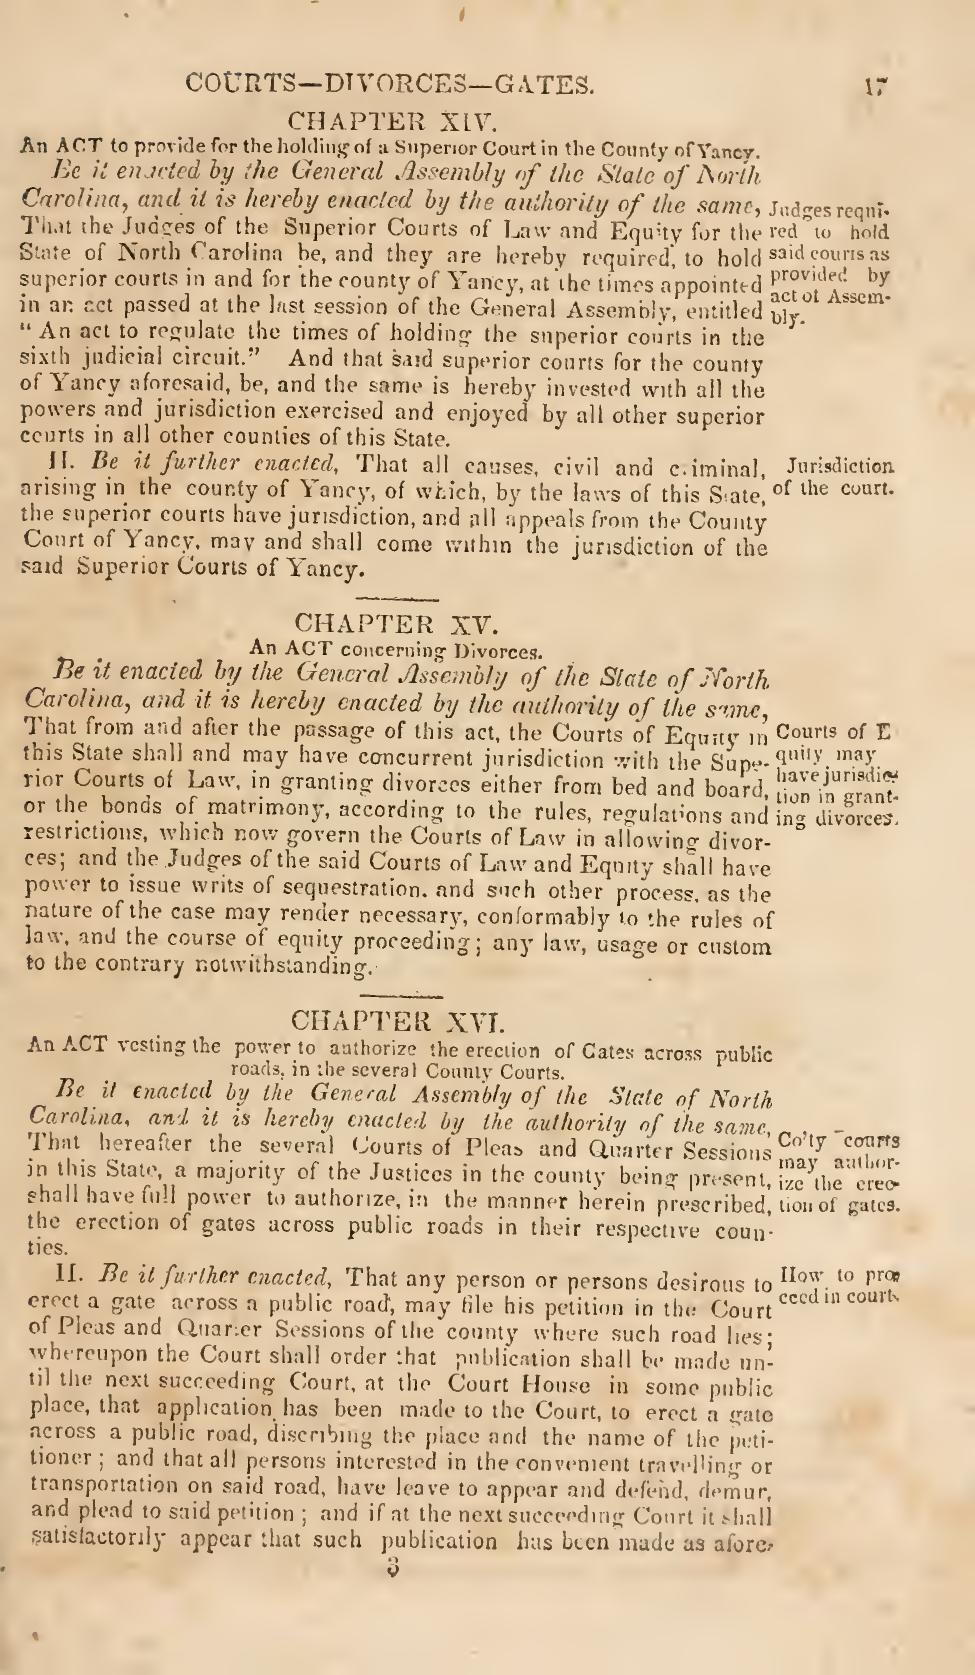 COURTS—DIVORCES—GATES. 17
CHAPTER XIV.
An ACT to provide for the holding of a Superior Court in the County of Yancy.
Be it enacted by the General Assembly of the State of North
Carolina, and it is hereby enacted by the authority of the same,
That the Judges of the Superior Courts of Law and Equity for the
State of North Carolina be, and they are hereby required, to hold
superior courts in and for the county of Yancy, at the times appointed
in an act passed at the last session of the General Assembly, entitled
“ An act to regulate the times of holding the superior courts in the
sixth judicial circuit.” And that said superior courts for the county
of Yancy aforesaid, be, and the same is hereby invested with all the
powers and jurisdiction exercised and enjoyed by all other superior
courts in all other counties of this State.
Judges requi-
red to hold
said courts as
provided by
act of Assem-
bly.
II. Be it further enacted, That all causes, civil and criminal,
arising in the county of Yancy, of which, by the laws of this State,
the superior courts have jurisdiction, and all appeals from the County
Court of Yancy, may and shall come within the jurisdiction of the
said Superior Courts of Yancy.
Jurisdiction
of the court.
CHAPTER XV.
An ACT concerning Divorces.
Be it enacted by the General Assembly of the State of North
Carolina, and it is hereby enacted by the authority of the same,
That from and after the passage of this act, the Courts of Equity in
this State shall and may have concurrent jurisdiction with the Supe-
rior Courts of Law, in granting divorces either from bed and board,
or the bonds of matrimony, according to the rules, regulations and
restrictions, which now govern the Courts of Law in allowing divor-
ces; and the Judges of the said Courts of Law and Equity shall have
power to issue writs of sequestration, and such other process, as the
nature of the case may render necessary, conformably to the rules of
law, and the course of equity proceeding; any law, usage or custom
to the contrary notwithstanding.
Courts of E
quity may
have jurisdic-
tion in grant-
ing divorces.
CHAPTER XVI.
An ACT vesting the power to authorize the erection of Gates across public
roads, in the several County Courts.
Be it enacted by the General Assembly of the State of North
Carolina, and it is hereby enacted by the authority of the same,
That hereafter the several Courts of Pleas and Quarter Sessions
in this State, a majority of the Justices in the county being present,
shall have full power to authorize, in the manner herein prescribed,
the erection of gates across public roads in their respective coun-
ties.
Co'ty courts
may author-
ize the erec-
tion of gates.
II. Be it further enacted, That any person or persons desirous to
erect a gate across a public road, may file his petition in the Court
of Pleas and Quarter Sessions of the county where such road lies;
whereupon the Court shall order that publication shall be made un-
til the next succeeding Court, at the Court House in some public
place, that application has been made to the Court, to erect a gate
across a public road, discribing the place and the name of the peti-
tioner ; and that all persons interested in the convenient travelling or
transportation on said road, have leave to appear and defend, demur,
and plead to said petition ; and if at the next succeeding Court it shall
satisfactorily appear that such publication has been made as afore-
How to pro-
ceed in court.
3